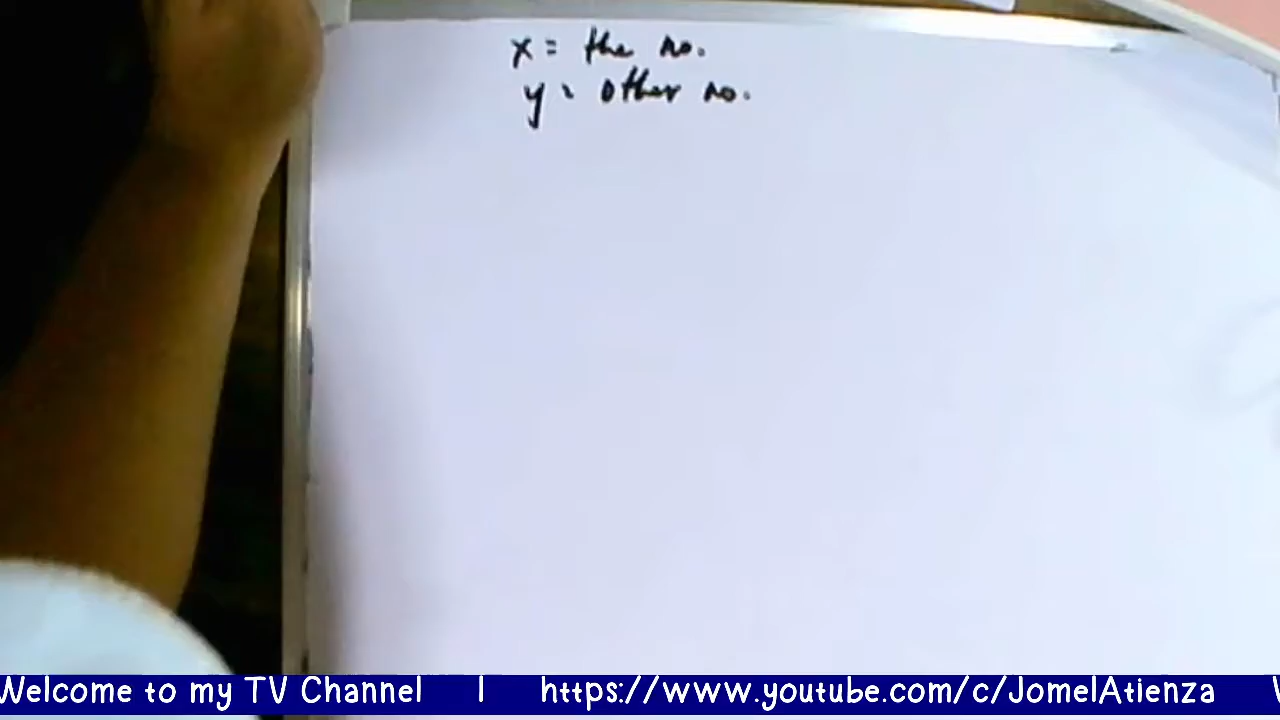 x = the no.
y = other no.
Welcome to my TV Channel | https://www.youtube.com/c/JomelAtienza